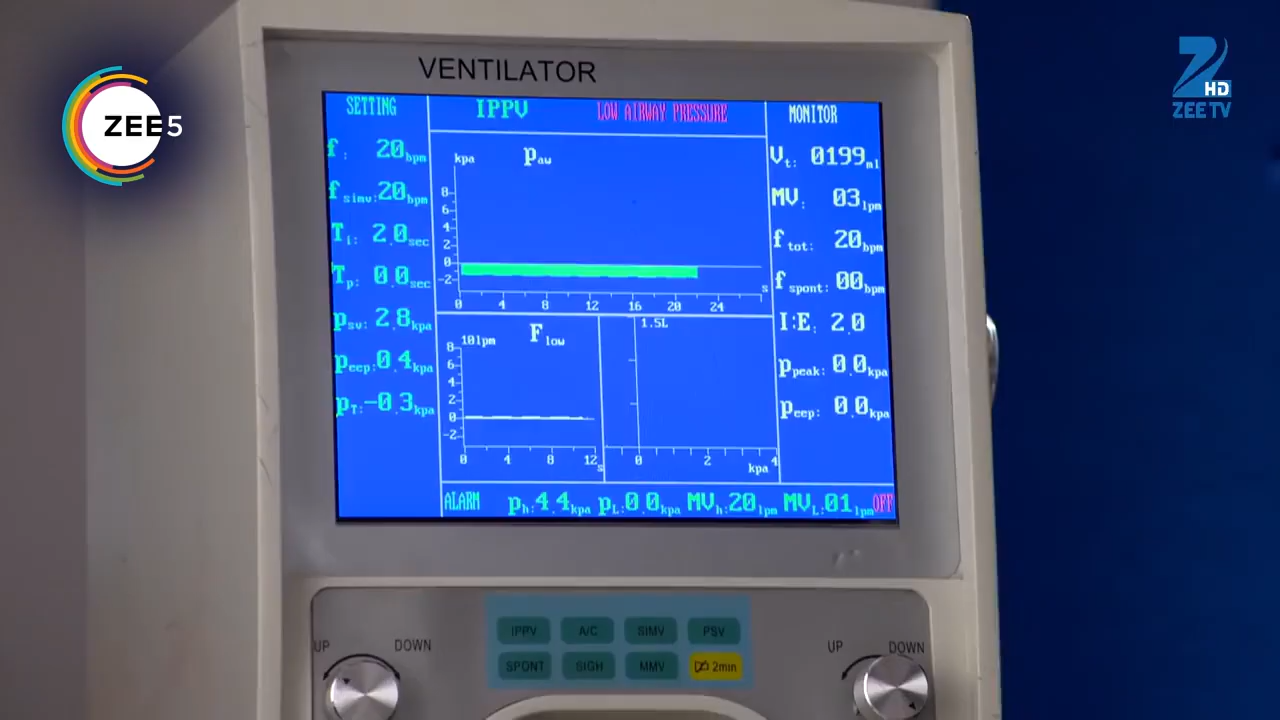 ZEE5
HD
ZEE TV
VENTILATOR
SETTING
f: 20bpm
fsimv:20bpm
Ti: 2.0sec
Tp: 0.0sec
psv: 2.8kpa
peep:0.4kpa
pT:-0.3kpa
IPPV LOW AIRWAY PRESSURE
kpa paw
8
6
4
2
0
-2
0 4 8 12 16 20 24 s
101pm Flow
8
6
4
2
0
-2
0 4 8 12 s
1.5L
0 2 4
kpa
MONITOR
Vt: 0199ml
MV: 03lpm
ftot: 20bpm
fspont: 00bpm
I:E: 2.0
ppeak: 0.0kpa
peep: 0.0kpa
ALARM ph:4.4kpa pL:0.0kpa MVh:20lpm MVL:01lpm OFF
UP DOWN
IPPV A/C SIMV PSV
SPONT SIGH MMV 2min
UP DOWN